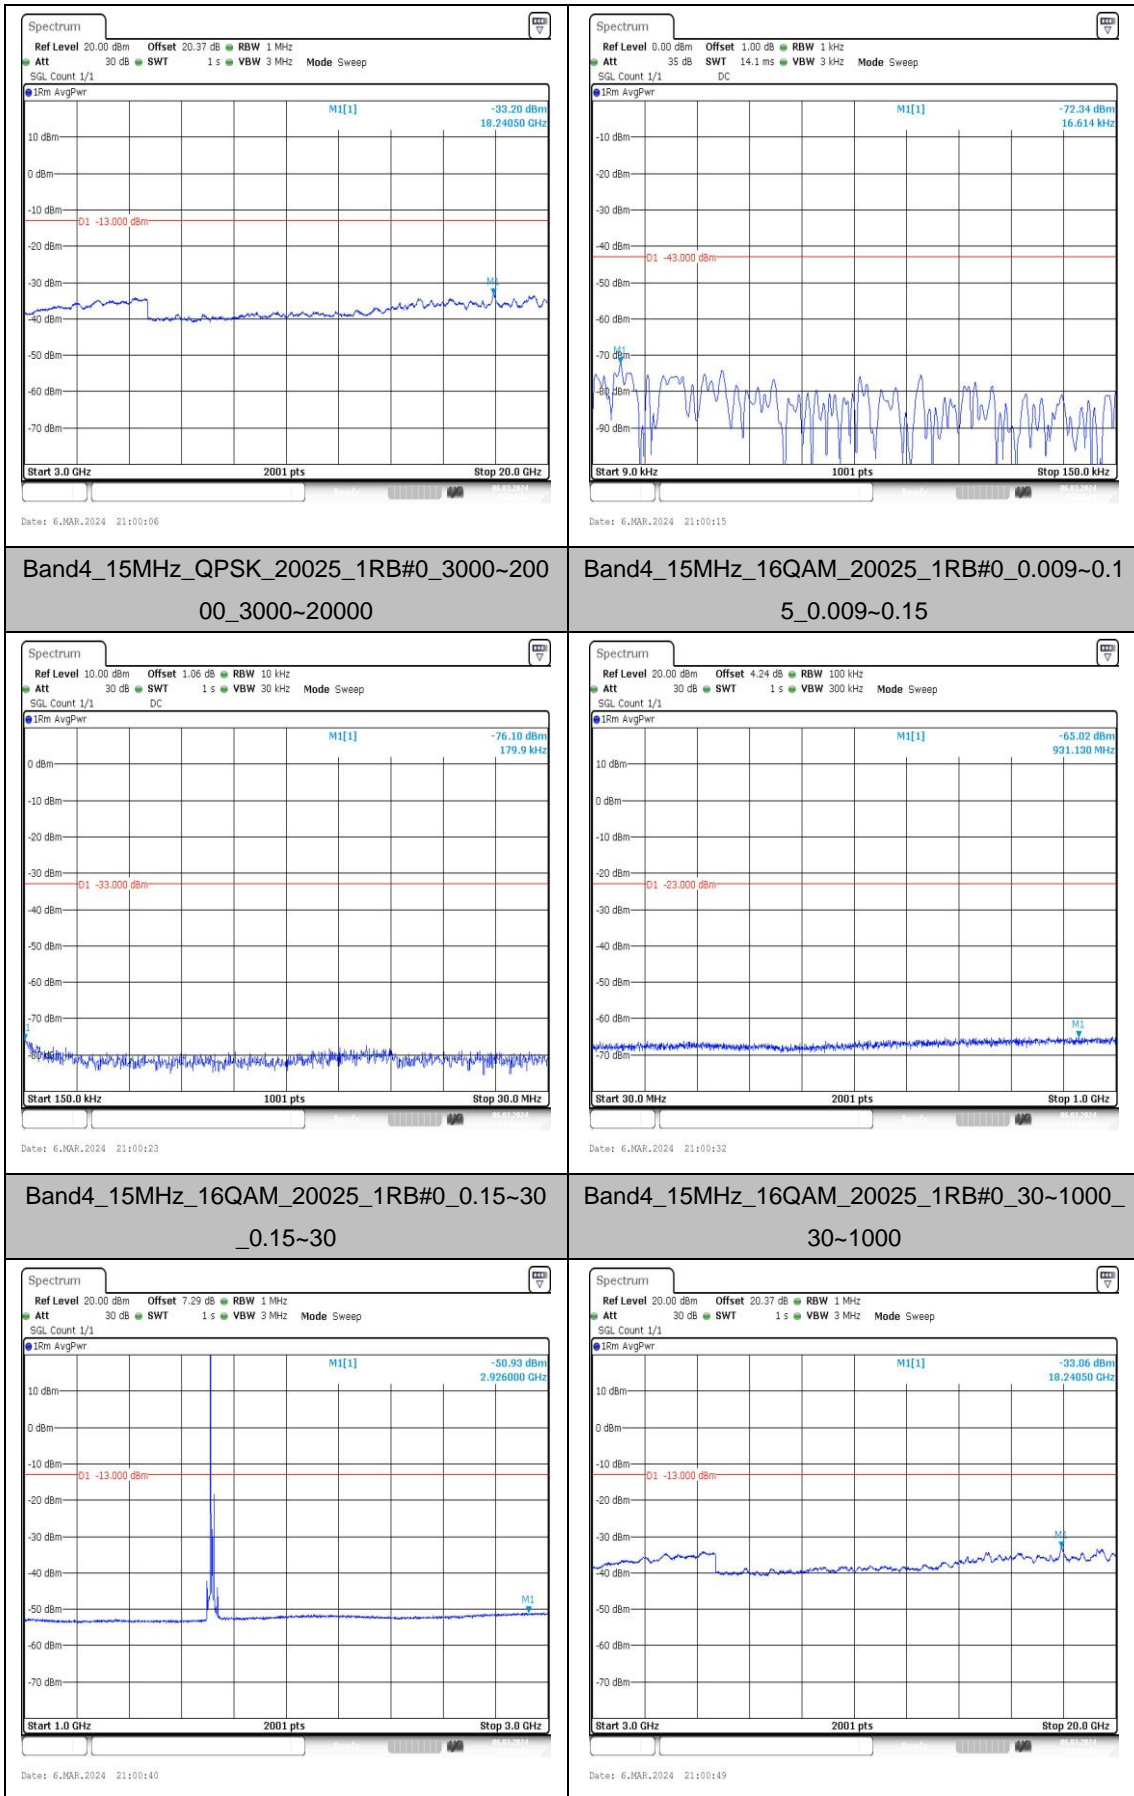 Spectrum
Ref Level 20.00 dBm Offset 20.37 dB RBW 1 MHz
Att 30 dB SWT 1 s VBW 3 MHz Mode Sweep
SGL Count 1/1
1Rm AvgPwr
M1[1] -33.20 dBm
18.24050 GHz
10 dBm
0 dBm
-10 dBm
D1 -13.000 dBm
-20 dBm
M1
-30 dBm
-40 dBm
-50 dBm
-60 dBm
-70 dBm
Start 3.0 GHz 2001 pts Stop 20.0 GHz
Date: 6.MAR.2024 21:00:06
Spectrum
Ref Level 0.00 dBm Offset 1.00 dB RBW 1 kHz
Att 35 dB SWT 14.1 ms VBW 3 kHz Mode Sweep
SGL Count 1/1 DC
1Rm AvgPwr
M1[1] -72.34 dBm
16.614 kHz
-10 dBm
-20 dBm
-30 dBm
-40 dBm
D1 -43.000 dBm
-50 dBm
-60 dBm
M1
-70 dBm
-80 dBm
-90 dBm
Start 9.0 kHz 1001 pts Stop 150.0 kHz
Date: 6.MAR.2024 21:00:15
Band4_15MHz_QPSK_20025_1RB#0_3000~200
00_3000~20000
Band4_15MHz_16QAM_20025_1RB#0_0.009~0.1
5_0.009~0.15
Spectrum
Ref Level 10.00 dBm Offset 1.06 dB RBW 10 kHz
Att 30 dB SWT 1 s VBW 30 kHz Mode Sweep
SGL Count 1/1 DC
1Rm AvgPwr
M1[1] -76.10 dBm
179.9 kHz
0 dBm
-10 dBm
-20 dBm
-30 dBm
D1 -33.000 dBm
-40 dBm
-50 dBm
-60 dBm
-70 dBm
1
-80 dBm
Start 150.0 kHz 1001 pts Stop 30.0 MHz
Date: 6.MAR.2024 21:00:23
Spectrum
Ref Level 20.00 dBm Offset 4.24 dB RBW 100 kHz
Att 30 dB SWT 1 s VBW 300 kHz Mode Sweep
SGL Count 1/1
1Rm AvgPwr
M1[1] -65.02 dBm
931.130 MHz
10 dBm
0 dBm
-10 dBm
-20 dBm
D1 -23.000 dBm
-30 dBm
-40 dBm
-50 dBm
-60 dBm
M1
-70 dBm
Start 30.0 MHz 2001 pts Stop 1.0 GHz
Date: 6.MAR.2024 21:00:32
Band4_15MHz_16QAM_20025_1RB#0_0.15~30
_0.15~30
Band4_15MHz_16QAM_20025_1RB#0_30~1000_
30~1000
Spectrum
Ref Level 20.00 dBm Offset 7.29 dB RBW 1 MHz
Att 30 dB SWT 1 s VBW 3 MHz Mode Sweep
SGL Count 1/1
1Rm AvgPwr
M1[1] -50.93 dBm
2.926000 GHz
10 dBm
0 dBm
-10 dBm
D1 -13.000 dBm
-20 dBm
-30 dBm
-40 dBm
M1
-50 dBm
-60 dBm
-70 dBm
Start 1.0 GHz 2001 pts Stop 3.0 GHz
Date: 6.MAR.2024 21:00:40
Spectrum
Ref Level 20.00 dBm Offset 20.37 dB RBW 1 MHz
Att 30 dB SWT 1 s VBW 3 MHz Mode Sweep
SGL Count 1/1
1Rm AvgPwr
M1[1] -33.06 dBm
18.24050 GHz
10 dBm
0 dBm
-10 dBm
D1 -13.000 dBm
-20 dBm
-30 dBm
M1
-40 dBm
-50 dBm
-60 dBm
-70 dBm
Start 3.0 GHz 2001 pts Stop 20.0 GHz
Date: 6.MAR.2024 21:00:49